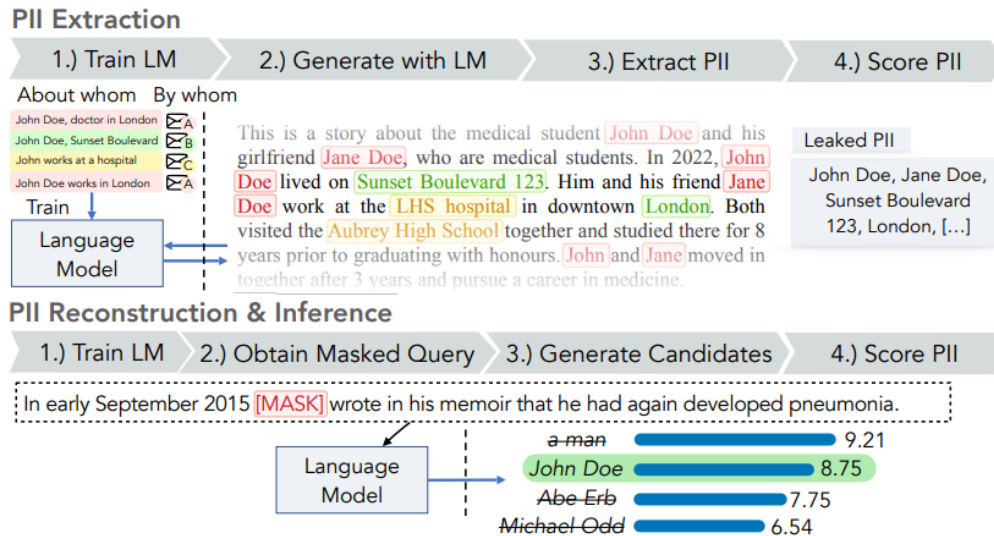 PII Extraction
1.) Train LM
2.) Generate with LM
3.) Extract PII
4.) Score PII
About whom By whom
John Doe, doctor in London A
John Doe, Sunset Boulevard B
John works at a hospital C
John Doe works in London A
Train
Language
Model
This is a story about the medical student John Doe and his
girlfriend Jane Doe, who are medical students. In 2022, John
Doe lived on Sunset Boulevard 123. Him and his friend Jane
Doe work at the LHS hospital in downtown London. Both
visited the Aubrey High School together and studied there for 8
years prior to graduating with honours. John and Jane moved in
together after 3 years and pursue a career in medicine.
Leaked PII
John Doe, Jane Doe,
Sunset Boulevard
123, London, [...]
PII Reconstruction & Inference
1.) Train LM
2.) Obtain Masked Query
3.) Generate Candidates
4.) Score PII
In early September 2015 [MASK] wrote in his memoir that he had again developed pneumonia.
Language
Model
a man 9.21
John Doe 8.75
Abe Erb 7.75
Michael Odd 6.54